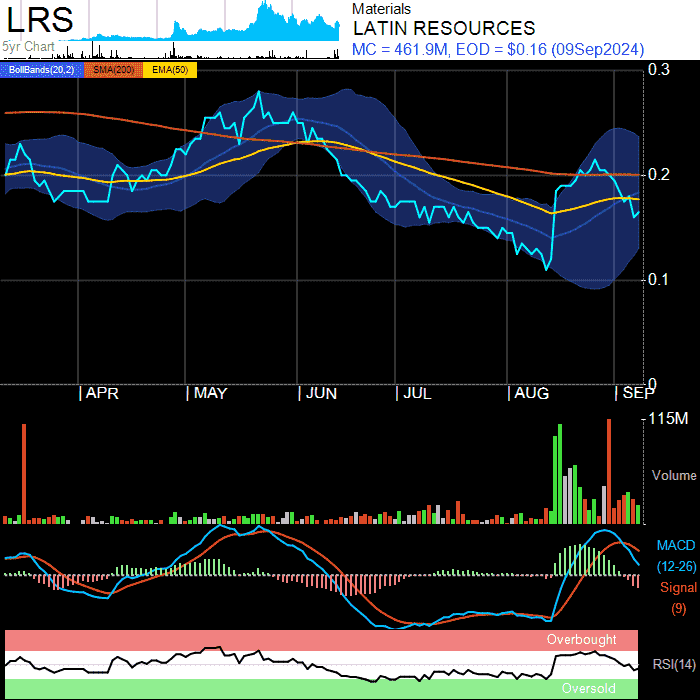 LRS
5yr Chart
Materials
LATIN RESOURCES
MC = 461.9M, EOD = $0.16 (09Sep2024)
BollBands(20,2) SMA(200) EMA(50)
0.3
0.2
0.1
0
APR MAY JUN JUL AUG SEP
115M
Volume
MACD
(12-26)
Signal
(9)
Overbought
RSI(14)
Oversold